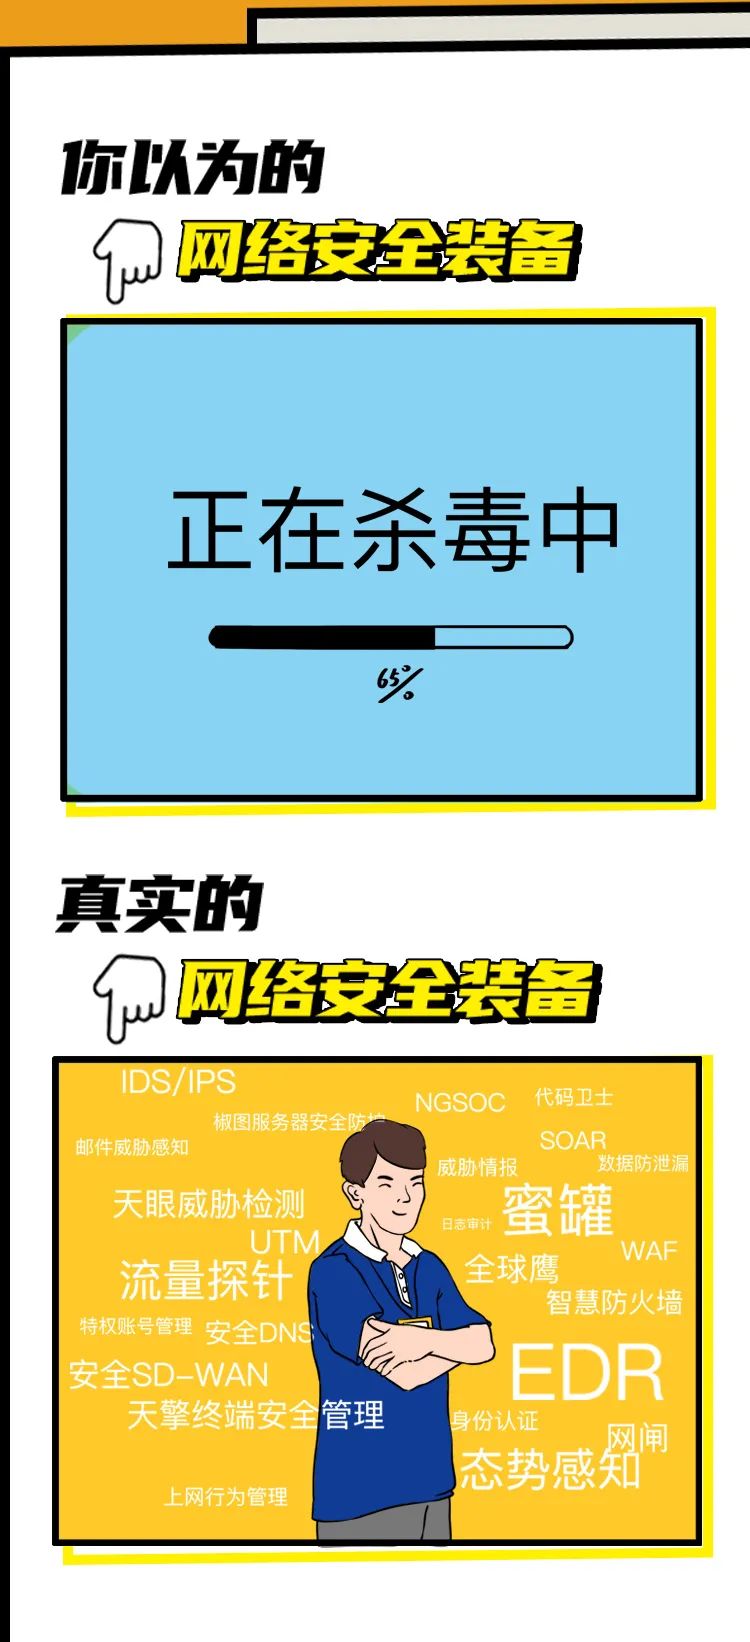 你以为的
网络安全装备
正在杀毒中
65%
真实的
网络安全装备
IDS/IPS
NGSOC
代码卫士
椒图服务器安全防护
邮件威胁感知
SOAR
威胁情报
数据防泄漏
天眼威胁检测
蜜罐
日志审计
UTM
WAF
流量探针
全球鹰
智慧防火墙
特权账号管理
安全DNS
EDR
安全SD-WAN
天擎终端安全管理
身份认证
网闸
态势感知
上网行为管理